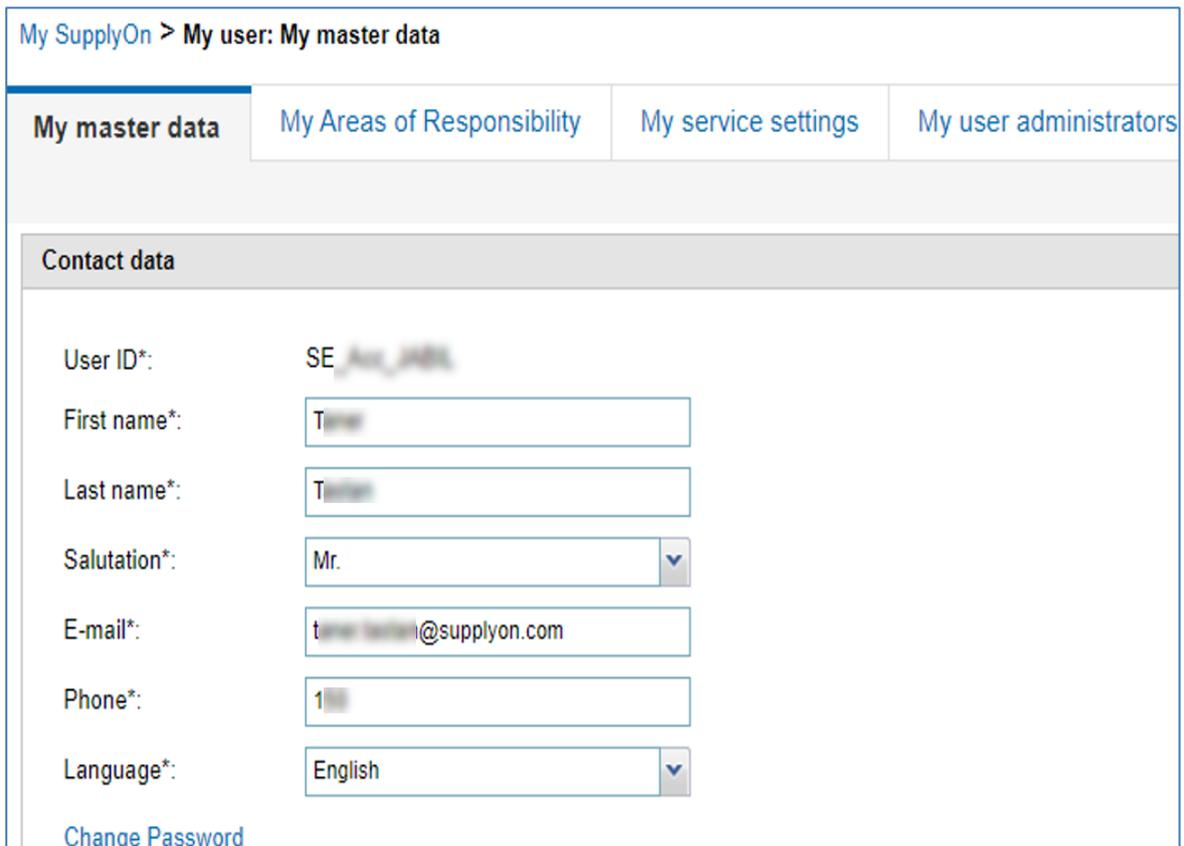 My SupplyOn > My user: My master data
My master data My Areas of Responsibility My service settings My user administrators
Contact data
User ID*: SE
First name*: T
Last name*: T
Salutation*: Mr.
E-mail*: t @supplyon.com
Phone*: 1
Language*: English
Change Password